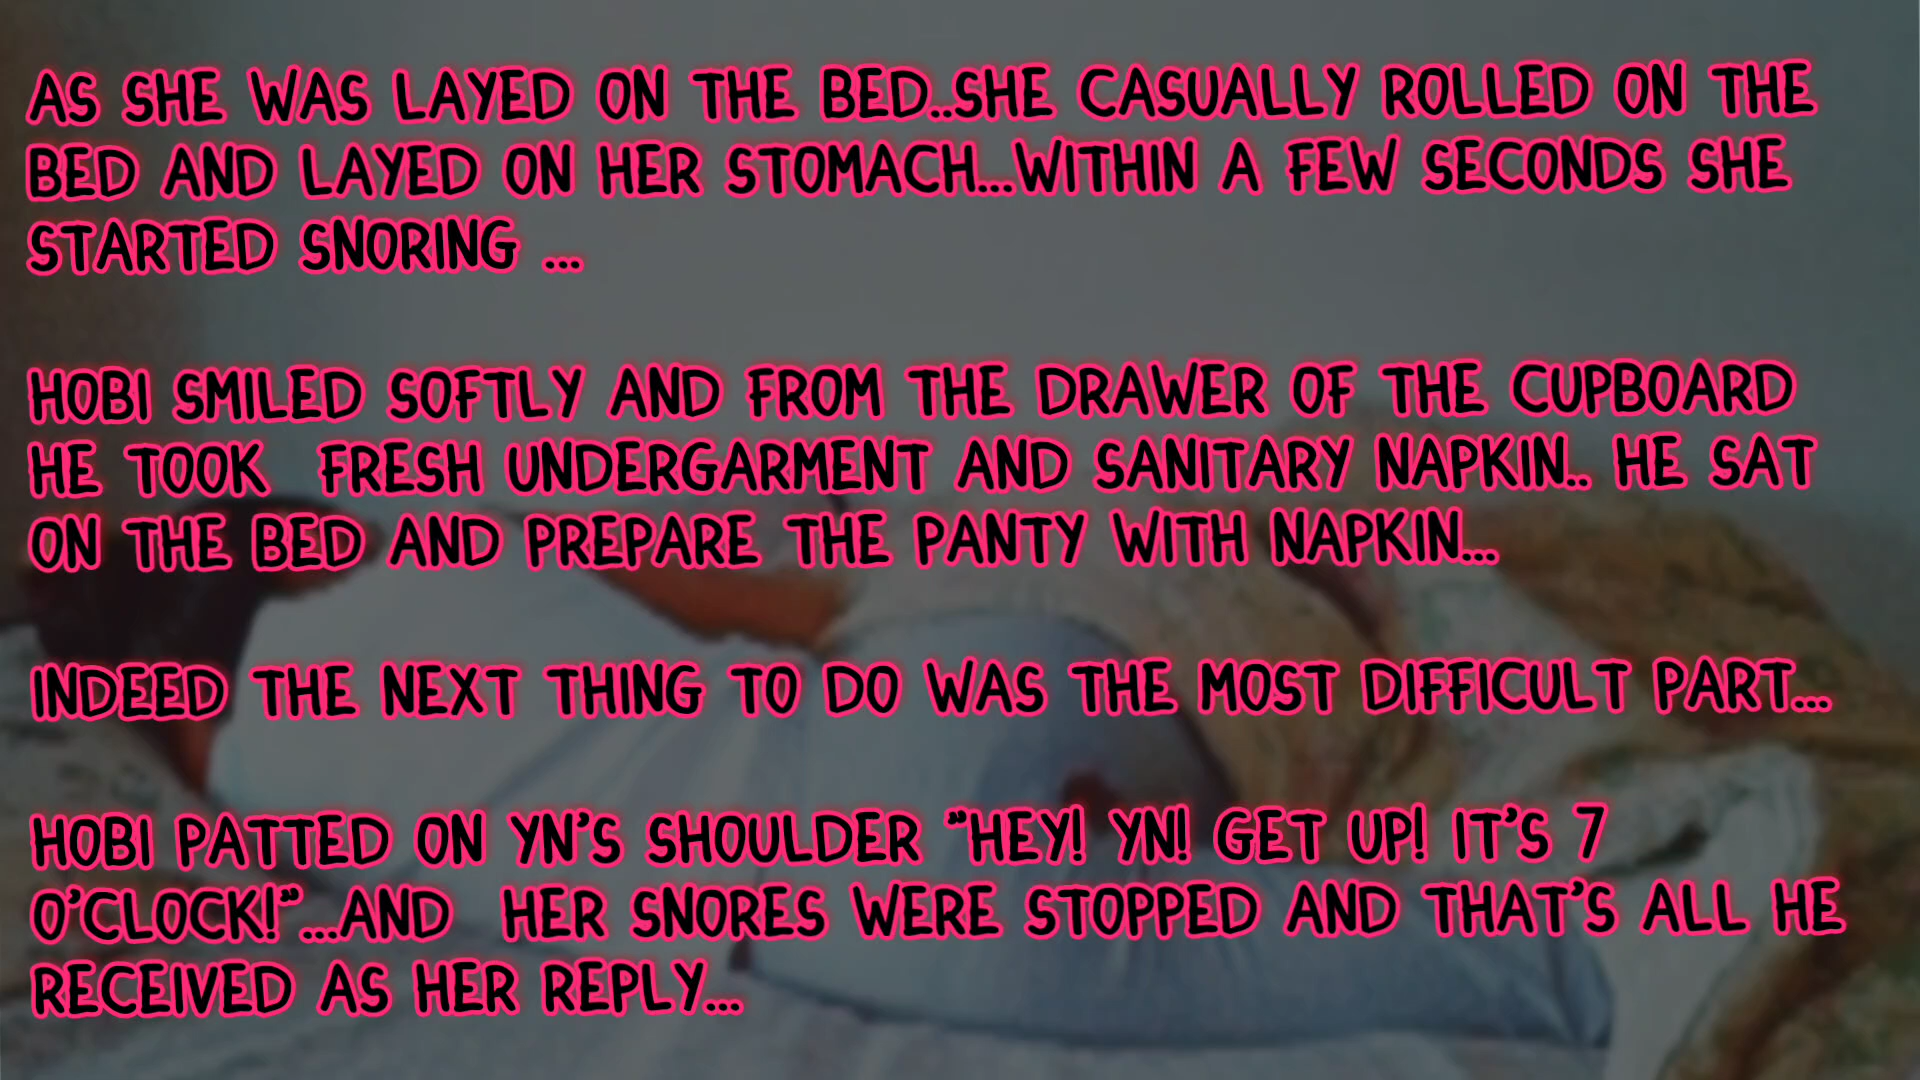 AS SHE WAS LAYED ON THE BED..SHE CASUALLY ROLLED ON THE
BED AND LAYED ON HER STOMACH...WITHIN A FEW SECONDS SHE
STARTED SNORING ...
HOBI SMILED SOFTLY AND FROM THE DRAWER OF THE CUPBOARD
HE TOOK FRESH UNDERGARMENT AND SANITARY NAPKIN.. HE SAT
ON THE BED AND PREPARE THE PANTY WITH NAPKIN...
INDEED THE NEXT THING TO DO WAS THE MOST DIFFICULT PART...
HOBI PATTED ON YN'S SHOULDER "HEY! YN! GET UP! IT'S 7
O'CLOCK!"...AND HER SNORES WERE STOPPED AND THAT'S ALL HE
RECEIVED AS HER REPLY...